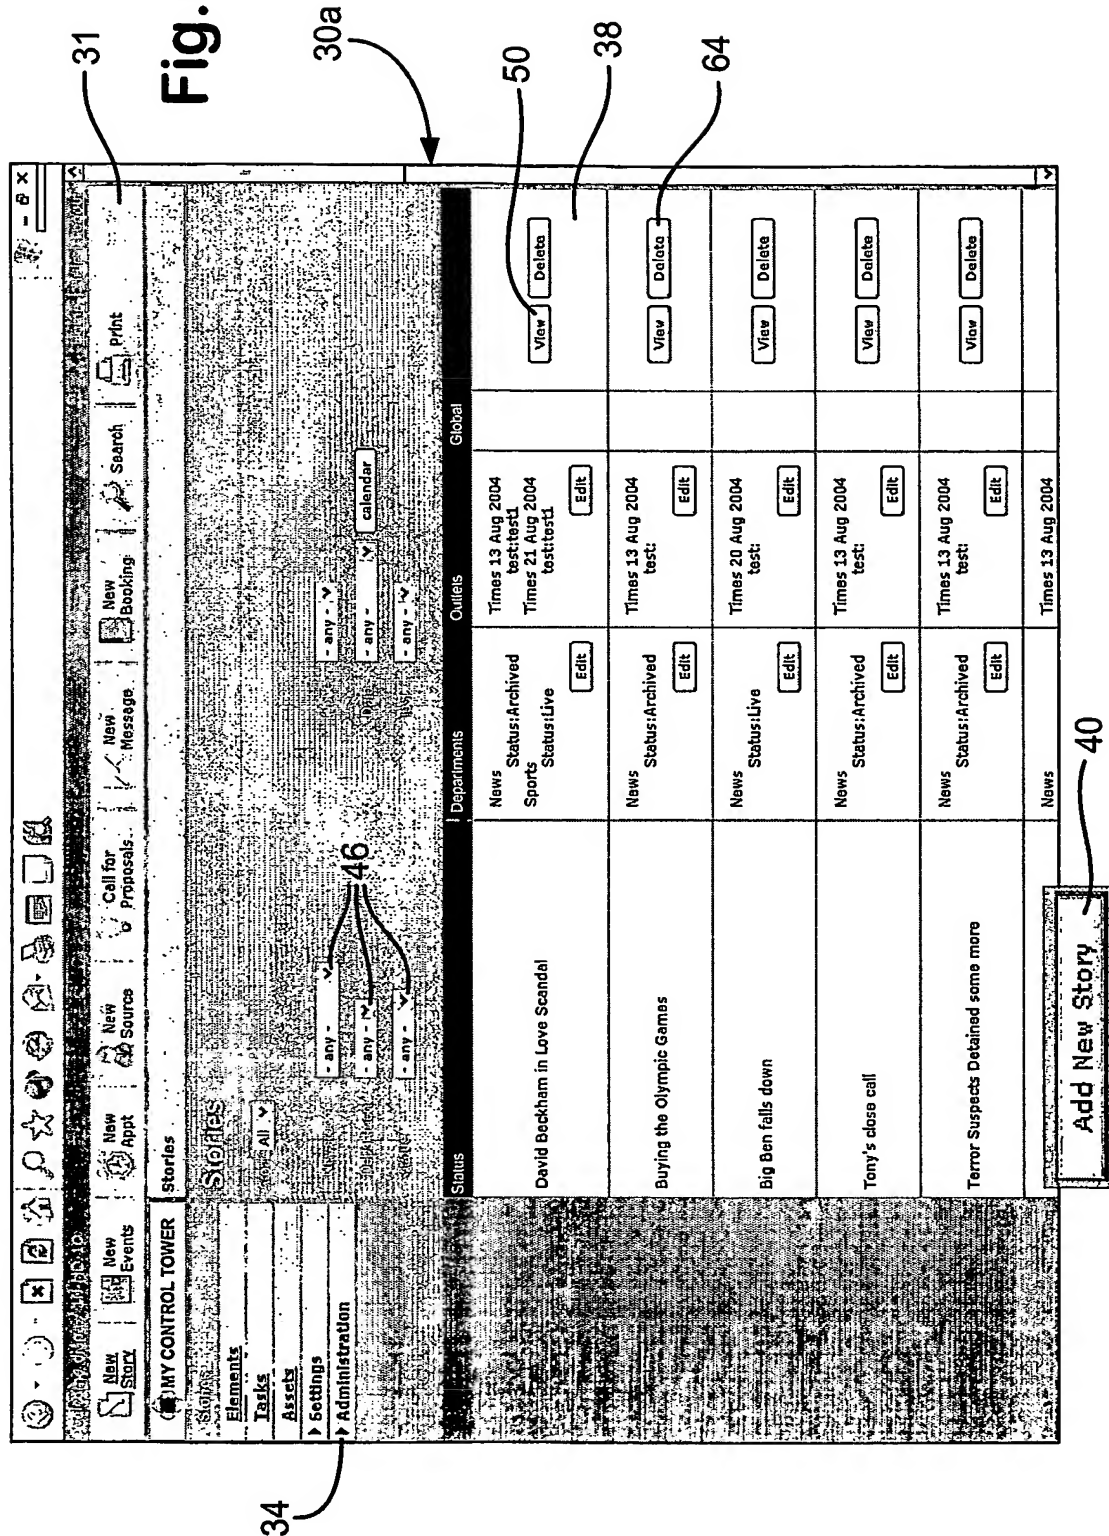 Fig.
31
30a
New Story
New Events
New Appt
New Source
Call for Proposals
New Message
New Booking
Search
Print
MY CONTROL TOWER
Stories
Elements
Tasks
Assets
Settings
Administration
34
Stories
All
- any -
- any -
- any -
46
- any -
- any -
calendar
- any -
Status
Departments
Outlets
Global
David Beckham in Love Scandal
News Status:Archived
Sports Status:Live
Edit
Times 13 Aug 2004
test:test1
Times 21 Aug 2004
test:test1
Edit
View
Delete
50
38
Buying the Olympic Games
News Status:Archived
Edit
Times 13 Aug 2004
test:
Edit
View
Delete
64
Big Ben falls down
News Status:Live
Edit
Times 20 Aug 2004
test:
Edit
View
Delete
Tony's close call
News Status:Archived
Edit
Times 13 Aug 2004
test:
Edit
View
Delete
Terror Suspects Detained some more
News Status:Archived
Edit
Times 13 Aug 2004
test:
Edit
View
Delete
News
Times 13 Aug 2004
Add New Story
40